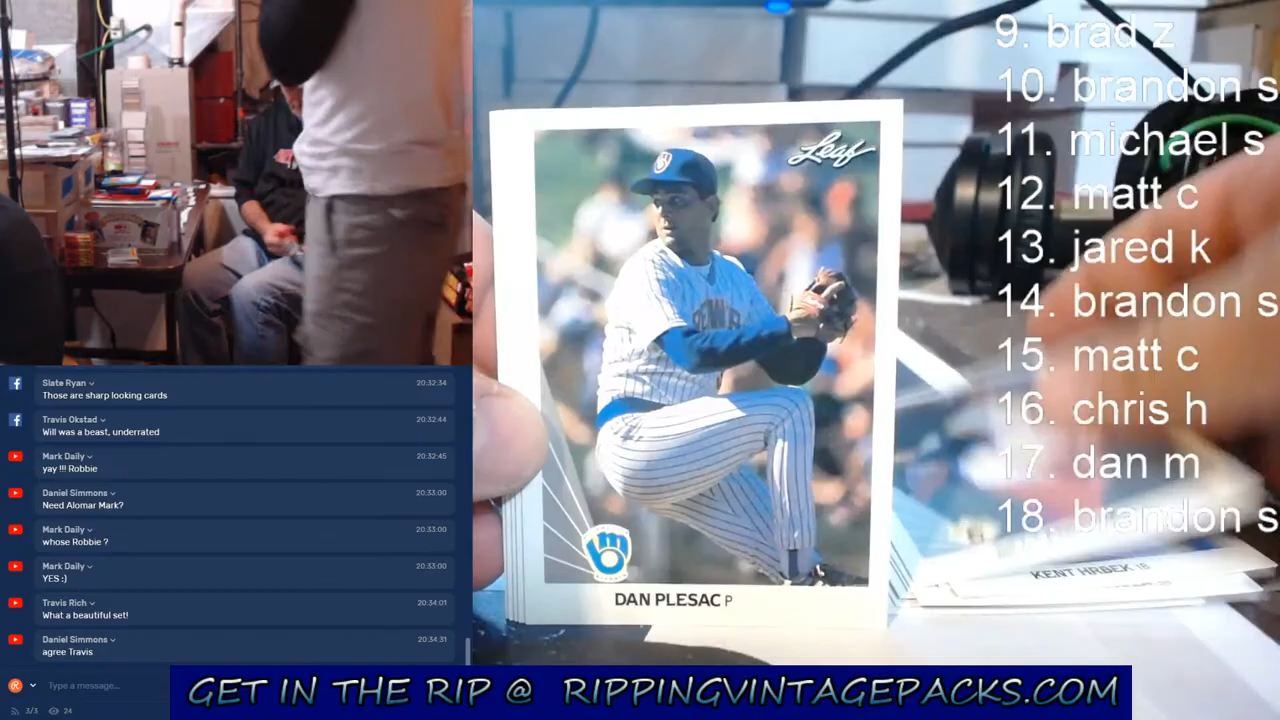 Slate Ryan
20:32:34
Those are sharp looking cards
Travis Okstad
20:32:44
Will was a beast, underrated
Mark Daily
20:32:45
yay !!! Robbie
Daniel Simmons
20:33:00
Need Alomar Mark?
Mark Daily
20:33:00
whose Robbie ?
Mark Daily
20:33:00
YES :)
Travis Rich
20:34:01
What a beautiful set!
Daniel Simmons
20:34:31
agree Travis
Type a message...
3/3
24
Leaf
DAN PLESAC P
KENT HRBEK 1B
9. brad z
10. brandon s
11. michael s
12. matt c
13. jared k
14. brandon s
15. matt c
16. chris h
17. dan m
18. brandon s
GET IN THE RIP @ RIPPINGVINTAGEPACKS.COM